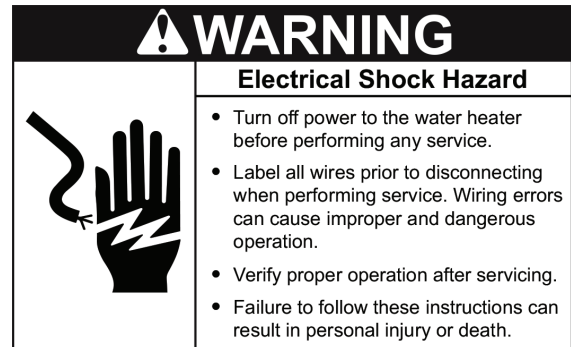 WARNING
Electrical Shock Hazard
• Turn off power to the water heater
before performing any service.
• Label all wires prior to disconnecting
when performing service. Wiring errors
can cause improper and dangerous
operation.
• Verify proper operation after servicing.
• Failure to follow these instructions can
result in personal injury or death.